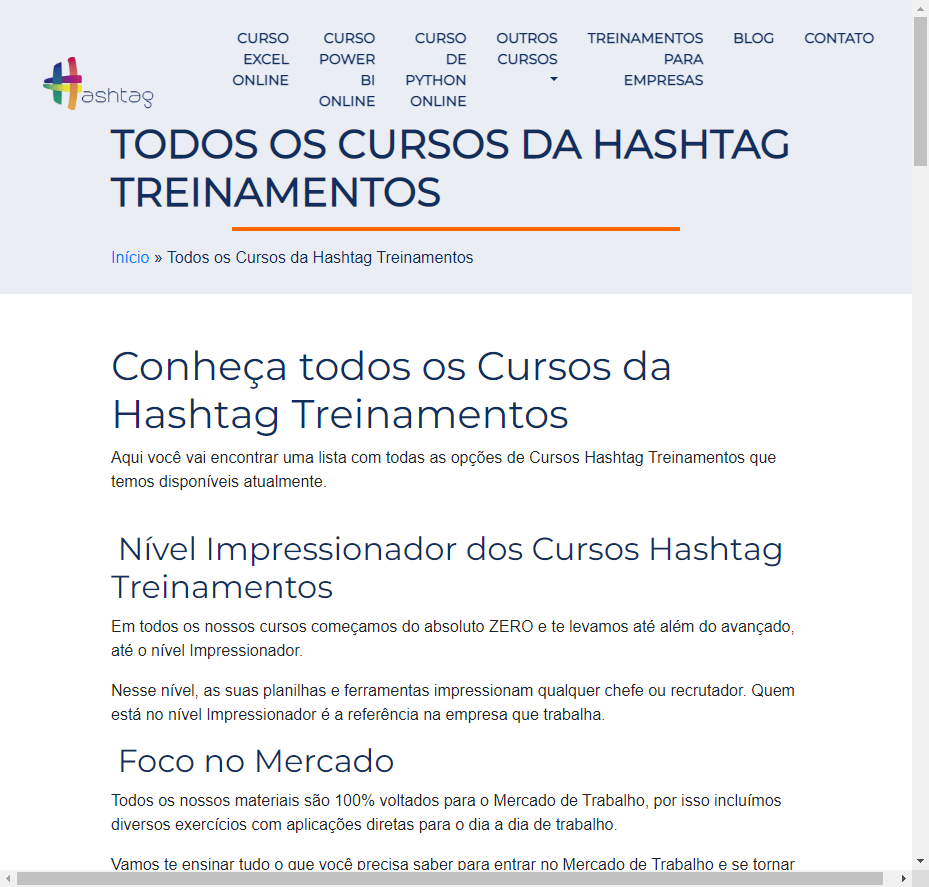 CURSO EXCEL ONLINE
CURSO POWER BI ONLINE
CURSO DE PYTHON ONLINE
OUTROS CURSOS
TREINAMENTOS PARA EMPRESAS
BLOG
CONTATO
ashtag
TODOS OS CURSOS DA HASHTAG
TREINAMENTOS
Início » Todos os Cursos da Hashtag Treinamentos
Conheça todos os Cursos da
Hashtag Treinamentos
Aqui você vai encontrar uma lista com todas as opções de Cursos Hashtag Treinamentos que
temos disponíveis atualmente.
Nível Impressionador dos Cursos Hashtag
Treinamentos
Em todos os nossos cursos começamos do absoluto ZERO e te levamos até além do avançado,
até o nível Impressionador.
Nesse nível, as suas planilhas e ferramentas impressionam qualquer chefe ou recrutador. Quem
está no nível Impressionador é a referência na empresa que trabalha.
Foco no Mercado
Todos os nossos materiais são 100% voltados para o Mercado de Trabalho, por isso incluímos
diversos exercícios com aplicações diretas para o dia a dia de trabalho.
Vamos te ensinar tudo o que você precisa saber para entrar no Mercado de Trabalho e se tornar